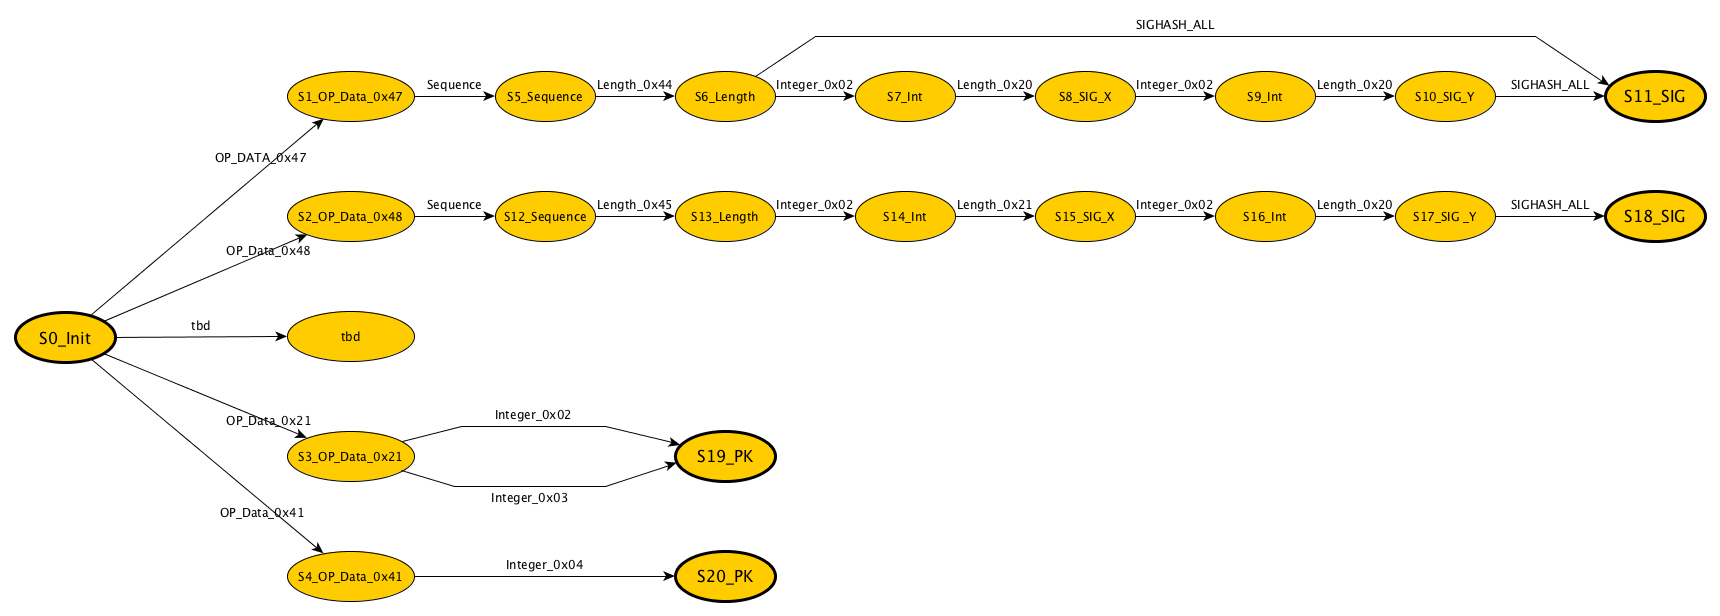 SIGHASH_ALL
S1_OP_Data_0x47
Sequence
S5_Sequence
Length_0x44
S6_Length
Integer_0x02
S7_Int
Length_0x20
S8_SIG_X
Integer_0x02
S9_Int
Length_0x20
S10_SIG_Y
SIGHASH_ALL
S11_SIG
OP_DATA_0x47
S2_OP_Data_0x48
Sequence
S12_Sequence
Length_0x45
S13_Length
Integer_0x02
S14_Int
Length_0x21
S15_SIG_X
Integer_0x02
S16_Int
Length_0x20
S17_SIG _Y
SIGHASH_ALL
S18_SIG
OP_Data_0x48
S0_Init
tbd
tbd
OP_Data_0x21
S3_OP_Data_0x21
Integer_0x02
Integer_0x03
S19_PK
OP_Data_0x41
S4_OP_Data_0x41
Integer_0x04
S20_PK